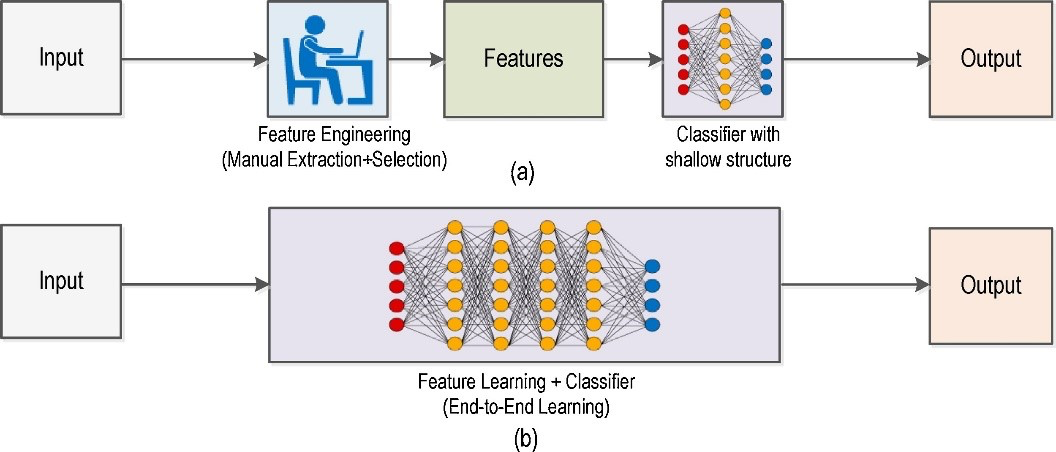 Input
Features
Output
Feature Engineering
(Manual Extraction+Selection)
Classifier with
shallow structure
(a)
Input
Output
Feature Learning + Classifier
(End-to-End Learning)
(b)